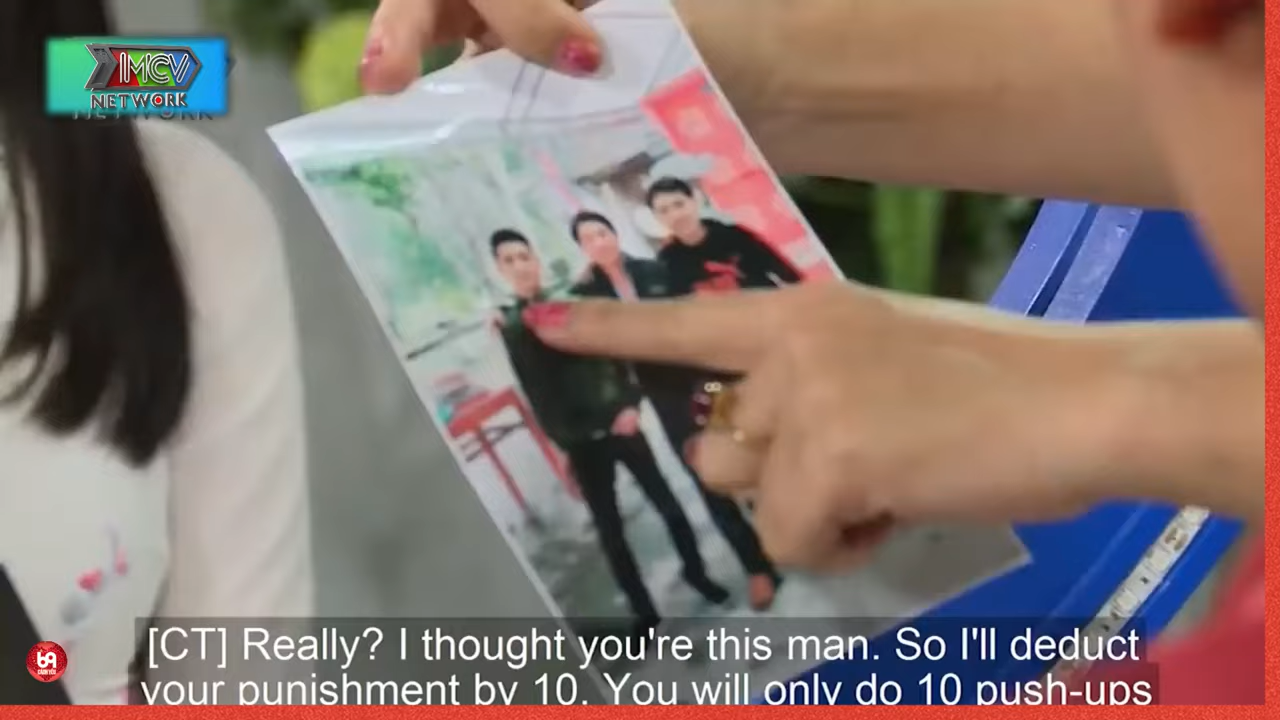 MCV
NETWORK
[CT] Really? I thought you're this man. So I'll deduct
your punishment by 10. You will only do 10 push-ups